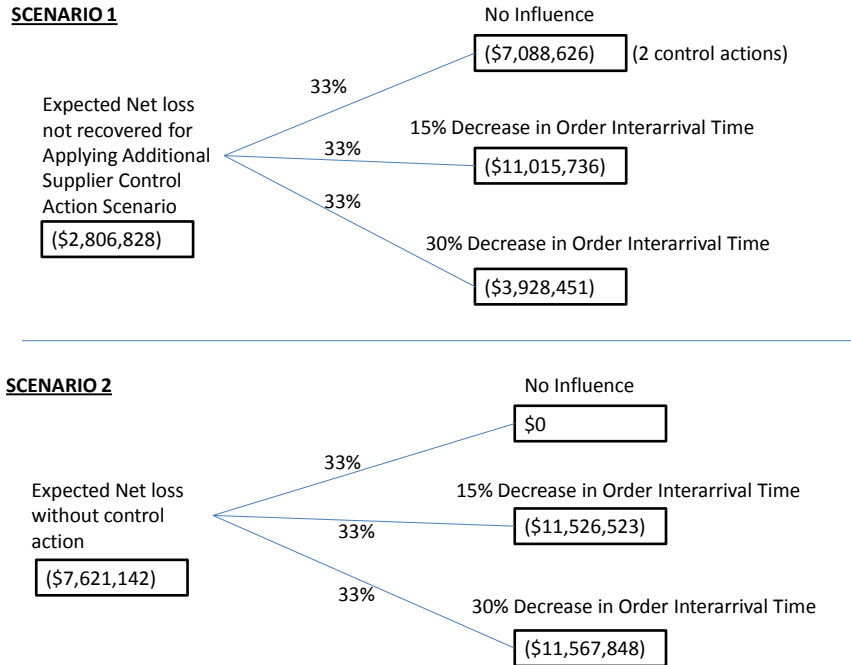 SCENARIO 1
No Influence
($7,088,626) (2 control actions)
33%
Expected Net loss
not recovered for
Applying Additional
Supplier Control
Action Scenario
($2,806,828)
15% Decrease in Order Interarrival Time
33%
($11,015,736)
33%
30% Decrease in Order Interarrival Time
($3,928,451)
SCENARIO 2
No Influence
$0
33%
Expected Net loss
without control
action
($7,621,142)
15% Decrease in Order Interarrival Time
33%
($11,526,523)
33%
30% Decrease in Order Interarrival Time
($11,567,848)